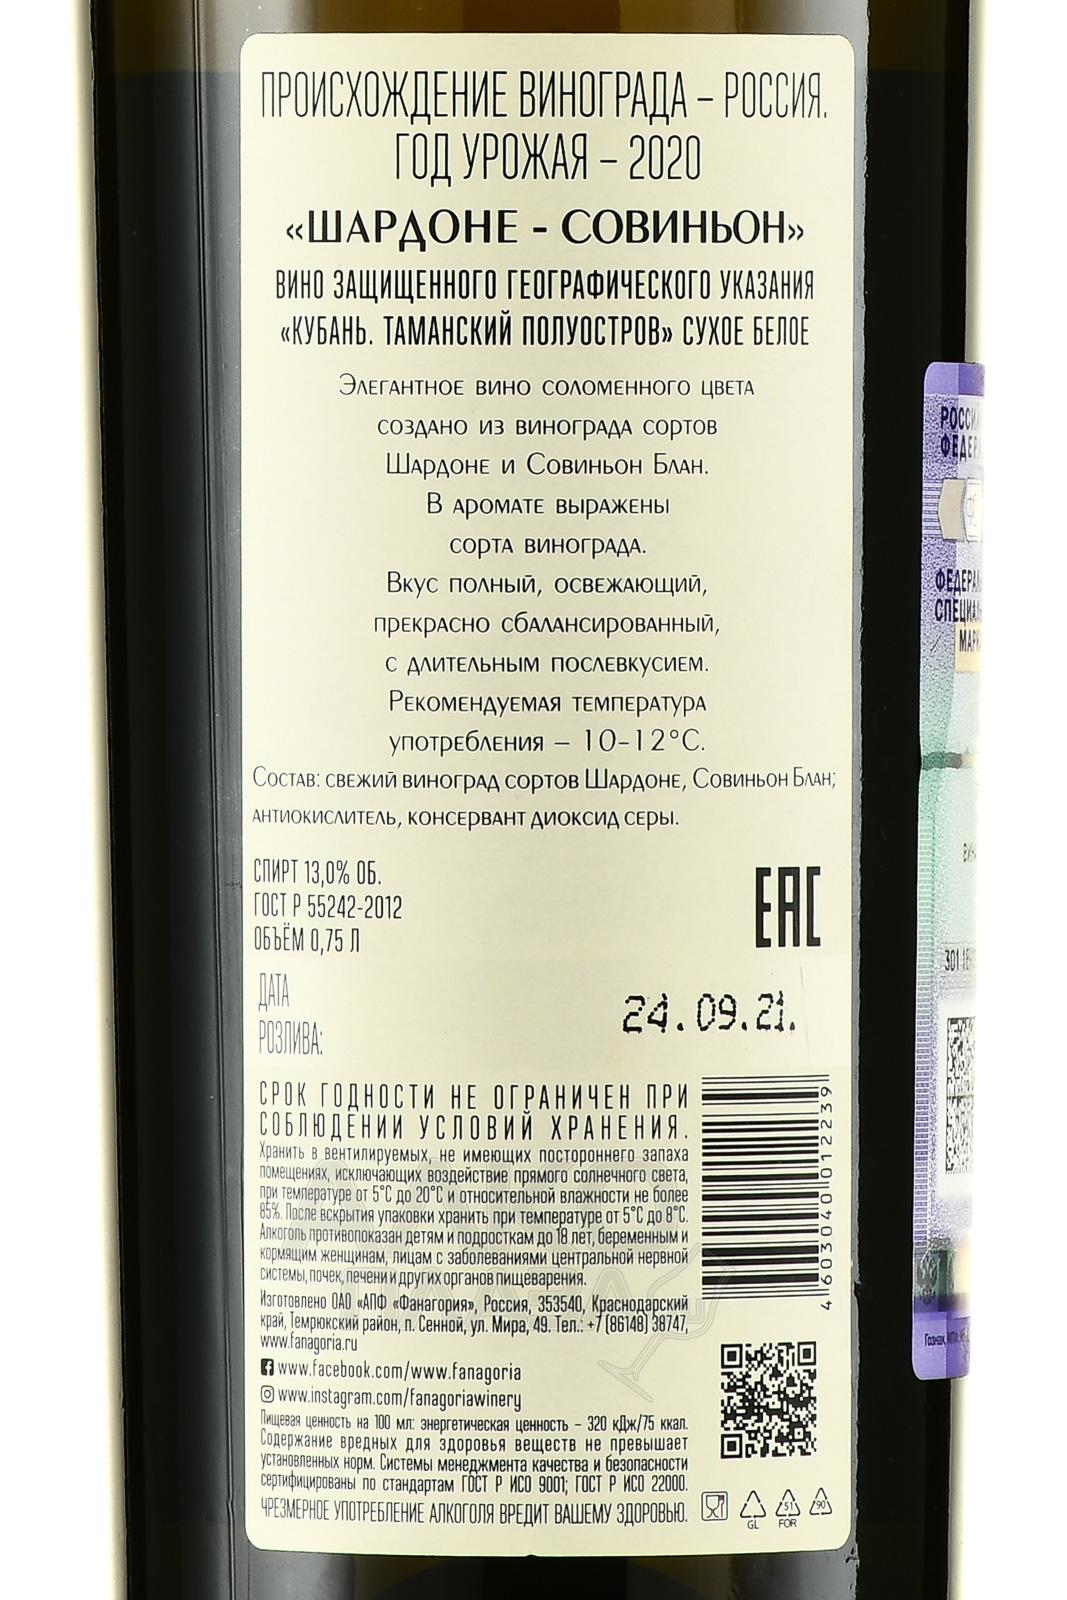 ПРОИСХОЖДЕНИЕ ВИНОГРАДА – РОССИЯ.
ГОД УРОЖАЯ – 2020
«ШАРДОНЕ - СОВИНЬОН»
ВИНО ЗАЩИЩЕННОГО ГЕОГРАФИЧЕСКОГО УКАЗАНИЯ
«КУБАНЬ. ТАМАНСКИЙ ПОЛУОСТРОВ» СУХОЕ БЕЛОЕ
Элегантное вино соломенного цвета
создано из винограда сортов
Шардоне и Совиньон Блан.
В аромате выражены
сорта винограда.
Вкус полный, освежающий,
прекрасно сбалансированный,
с длительным послевкусием.
Рекомендуемая температура
употребления – 10–12°С.
Состав: свежий виноград сортов Шардоне, Совиньон Блан;
антиокислитель, консервант диоксид серы.
СПИРТ 13,0% ОБ.
ГОСТ Р 55242-2012
ОБЪЁМ 0,75 Л
ЕАС
ДАТА
РОЗЛИВА:
24.09.21.
СРОК ГОДНОСТИ НЕ ОГРАНИЧЕН ПРИ
СОБЛЮДЕНИИ УСЛОВИЙ ХРАНЕНИЯ.
Хранить в вентилируемых, не имеющих постороннего запаха
помещениях, исключающих воздействие прямого солнечного света,
при температуре от 5°С до 20°С и относительной влажности не более
85%. После вскрытия упаковки хранить при температуре от 5°С до 8°С.
Алкоголь противопоказан детям и подросткам до 18 лет, беременным и
кормящим женщинам, лицам с заболеваниями центральной нервной
системы, почек, печени и других органов пищеварения.
Изготовлено ОАО «АПФ «Фанагория», Россия, 353540, Краснодарский
край, Темрюкский район, п. Сенной, ул. Мира, 49. Тел.: +7 (86148) 38747,
www.fanagoria.ru
www.facebook.com/www.fanagoria
www.instagram.com/fanagoriawinery
Пищевая ценность на 100 мл: энергетическая ценность – 320 кДж/75 ккал.
Содержание вредных для здоровья веществ не превышает
установленных норм. Системы менеджмента качества и безопасности
сертифицированы по стандартам ГОСТ Р ИСО 9001; ГОСТ Р ИСО 22000.
ЧРЕЗМЕРНОЕ УПОТРЕБЛЕНИЕ АЛКОГОЛЯ ВРЕДИТ ВАШЕМУ ЗДОРОВЬЮ.
4603040012239
GL
51
FOR
90